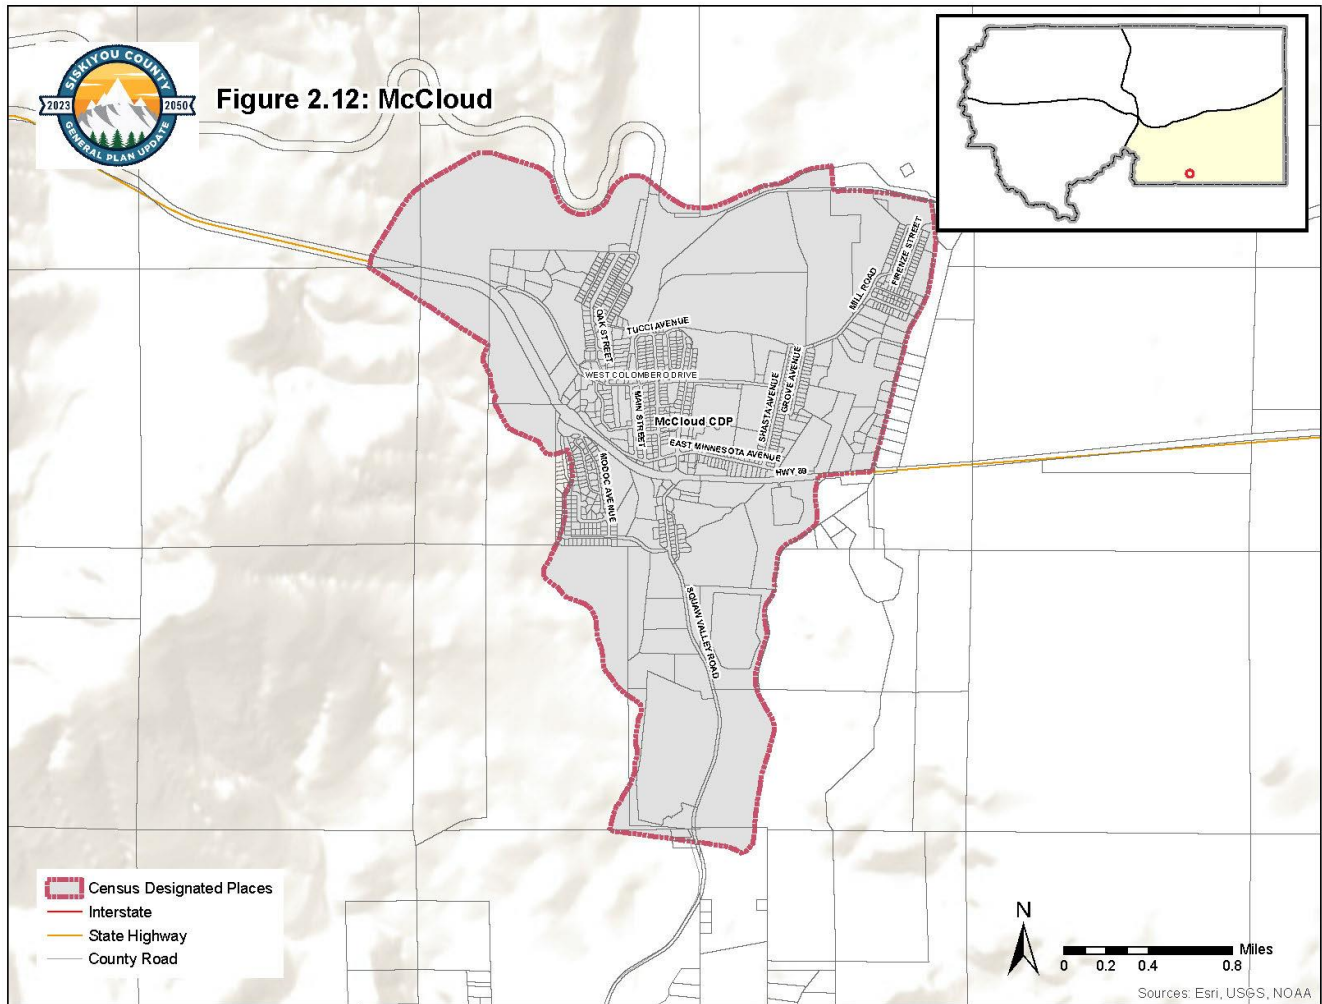 SISKIYOU COUNTY
2023
2050
GENERAL PLAN UPDATE
Figure 2.12: McCloud
FIRENZE STREET
MILL ROAD
OAK STREET
TUCCI AVENUE
WEST COLOMBERO DRIVE
MAIN STREET
SHASTA AVENUE
GROVE AVENUE
McCloud CDP
EAST MINNESOTA AVENUE
HWY 89
MODOC AVENUE
SQUAW VALLEY ROAD
Census Designated Places
Interstate
State Highway
County Road
N
Miles
0 0.2 0.4 0.8
Sources: Esri, USGS, NOAA